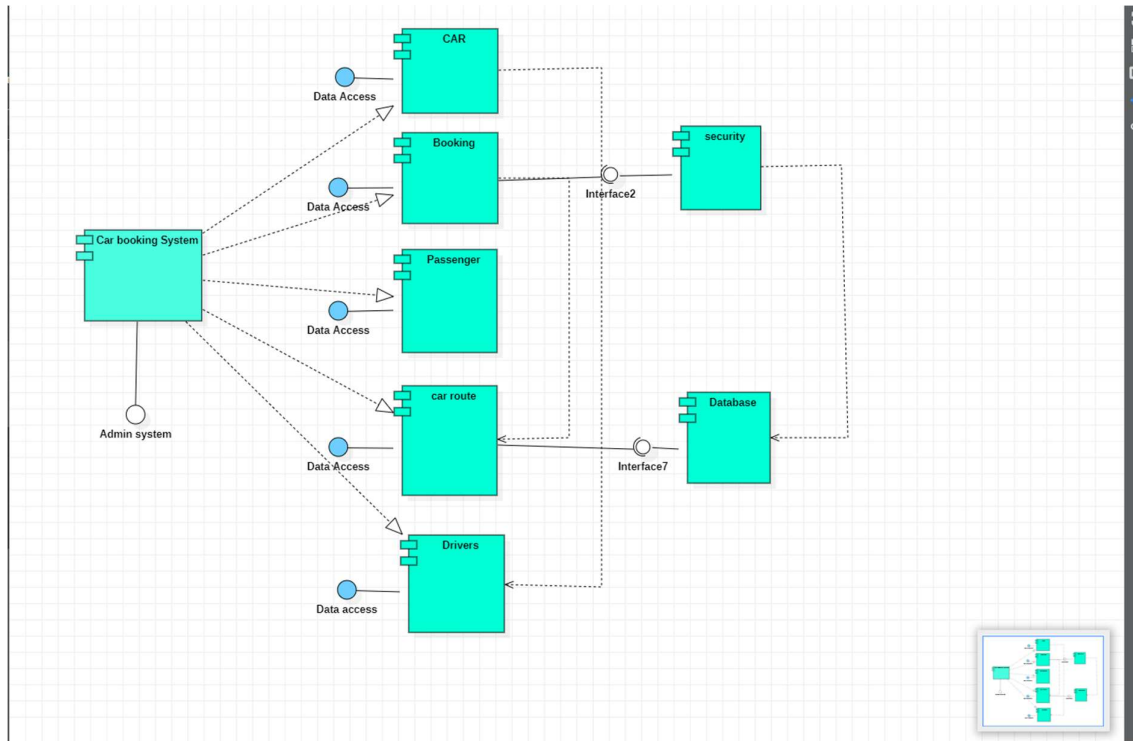 CAR
Data Access
Booking
security
Data Access
Interface2
Car booking System
Passenger
Data Access
car route
Database
Admin system
Data Access
Interface7
Drivers
Data access